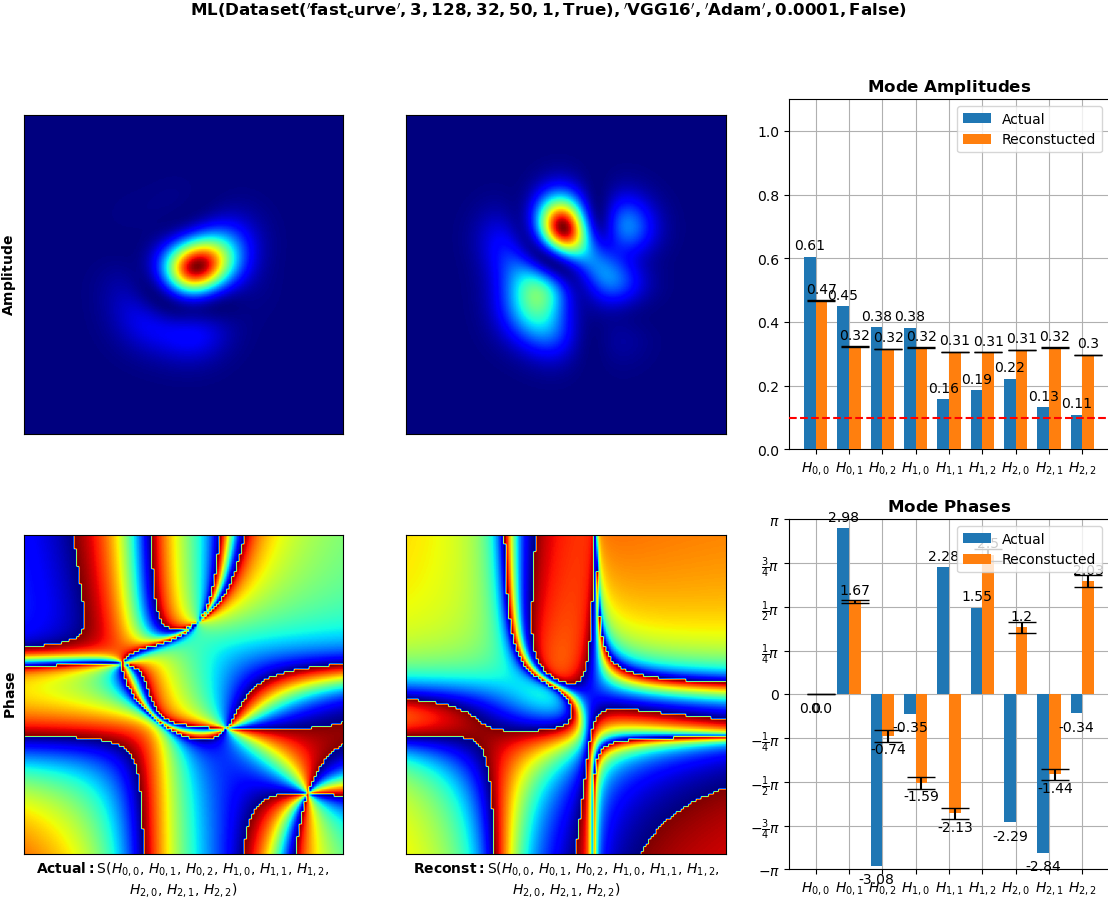 ML(Dataset('fast_curve', 3, 128, 32, 50, 1, True), 'VGG16', 'Adam', 0.0001, False)
Mode Amplitudes
Amplitude
Actual
Reconstucted
1.0
0.8
0.6
0.4
0.2
0.0
0.61
0.47
0.45
0.32
0.38
0.32
0.38
0.32
0.16
0.31
0.19
0.31
0.22
0.31
0.13
0.32
0.11
0.3
H0,0 H0,1 H0,2 H1,0 H1,1 H1,2 H2,0 H2,1 H2,2
Mode Phases
Phase
Actual
Reconstucted
π
3/4π
1/2π
1/4π
0
−1/4π
−1/2π
−3/4π
−π
0.0
0.0
2.98
1.67
-3.08
-0.74
-0.35
-1.59
2.28
-2.13
1.55
2.5
-2.29
1.2
-2.84
-1.44
-0.34
2.03
H0,0 H0,1 H0,2 H1,0 H1,1 H1,2 H2,0 H2,1 H2,2
Actual: S(H0,0, H0,1, H0,2, H1,0, H1,1, H1,2,
H2,0, H2,1, H2,2)
Reconst: S(H0,0, H0,1, H0,2, H1,0, H1,1, H1,2,
H2,0, H2,1, H2,2)